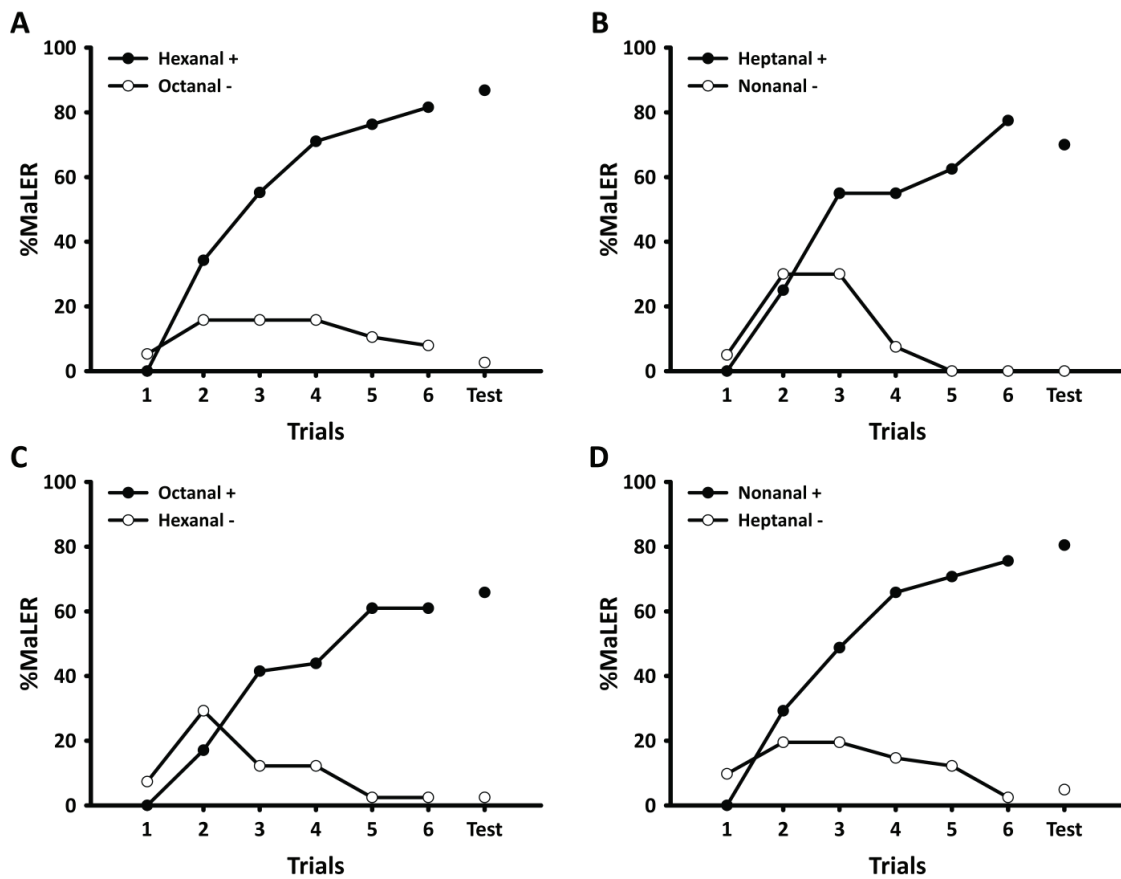 A
%MaLER
100
80
60
40
20
0
Hexanal +
Octanal -
1 2 3 4 5 6 Test
Trials
B
%MaLER
100
80
60
40
20
0
Heptanal +
Nonanal -
1 2 3 4 5 6 Test
Trials
C
%MaLER
100
80
60
40
20
0
Octanal +
Hexanal -
1 2 3 4 5 6 Test
Trials
D
%MaLER
100
80
60
40
20
0
Nonanal +
Heptanal -
1 2 3 4 5 6 Test
Trials